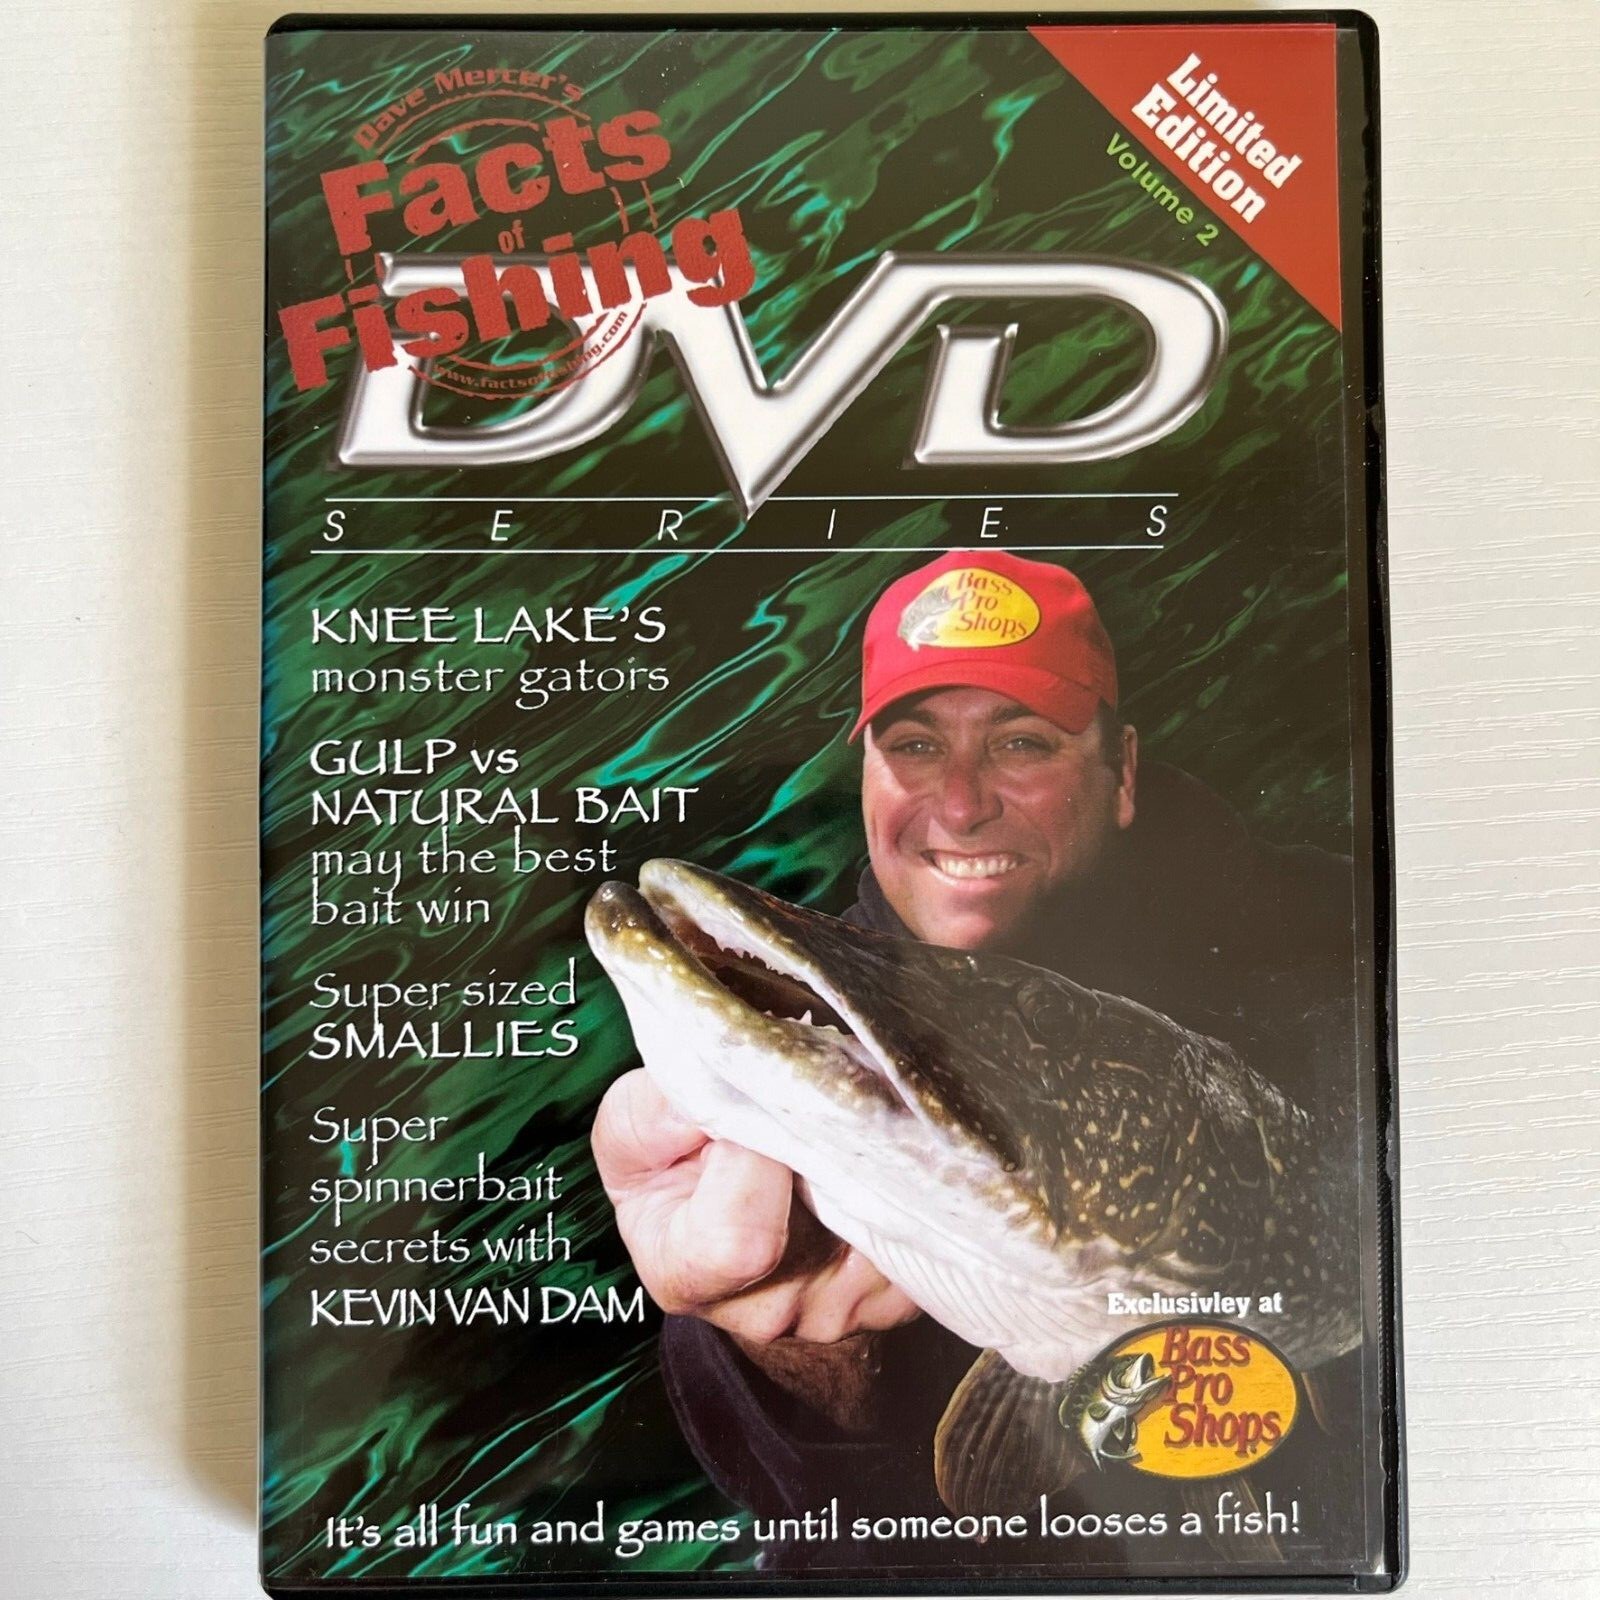 Dave Mercer's
Facts
of
Fishing
www.factsoffishing.com
Limited
Edition
Volume 2
DVD
SERIES
Bass
Pro
Shops
KNEE LAKE'S
monster gators
GULP vs
NATURAL BAIT
may the best
bait win
Super sized
SMALLIES
Super
spinnerbait
secrets with
KEVIN VAN DAM
Exclusivley at
Bass
Pro
Shops
It's all fun and games until someone looses a fish!